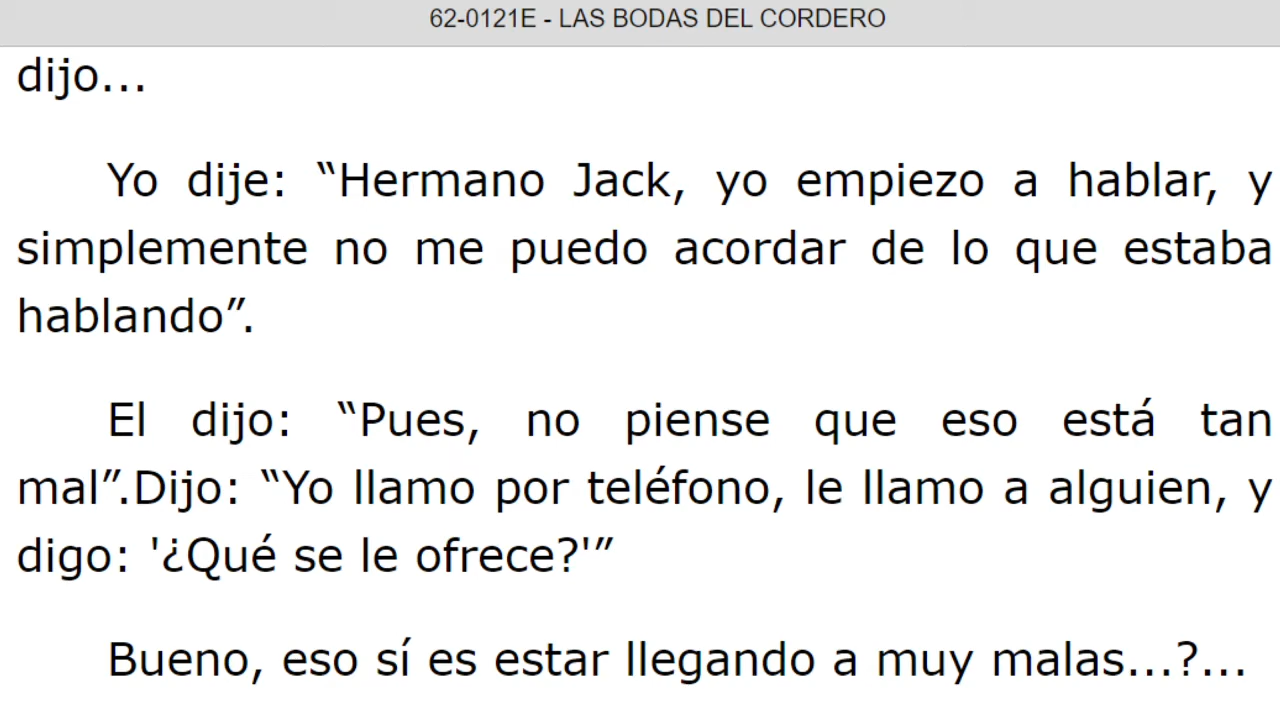 62-0121E - LAS BODAS DEL CORDERO
dijo...
Yo dije: “Hermano Jack, yo empiezo a hablar, y
simplemente no me puedo acordar de lo que estaba
hablando”.
El dijo: “Pues, no piense que eso está tan
mal”.Dijo: “Yo llamo por teléfono, le llamo a alguien, y
digo: '¿Qué se le ofrece?'”
Bueno, eso sí es estar llegando a muy malas...?...